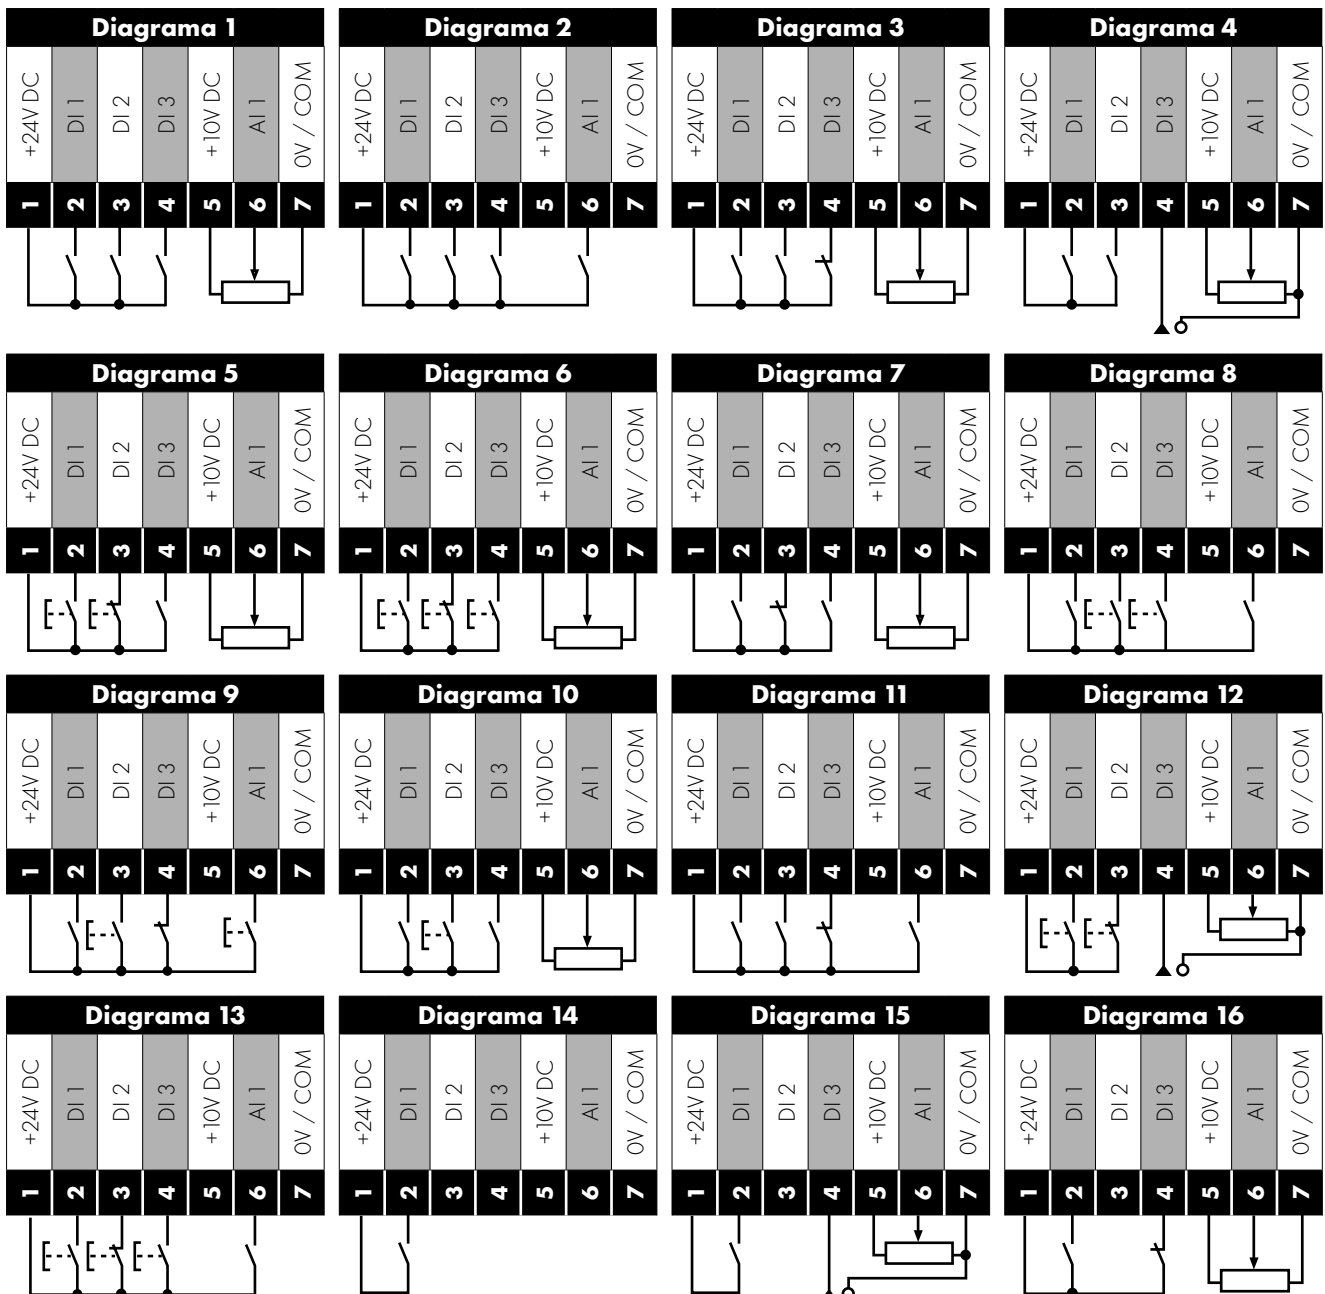 Diagrama 1
+24V DC
DI 1
DI 2
DI 3
+10V DC
AI 1
0V / COM
1 2 3 4 5 6 7
Diagrama 2
+24V DC
DI 1
DI 2
DI 3
+10V DC
AI 1
0V / COM
1 2 3 4 5 6 7
Diagrama 3
+24V DC
DI 1
DI 2
DI 3
+10V DC
AI 1
0V / COM
1 2 3 4 5 6 7
Diagrama 4
+24V DC
DI 1
DI 2
DI 3
+10V DC
AI 1
0V / COM
1 2 3 4 5 6 7
Diagrama 5
+24V DC
DI 1
DI 2
DI 3
+10V DC
AI 1
0V / COM
1 2 3 4 5 6 7
Diagrama 6
+24V DC
DI 1
DI 2
DI 3
+10V DC
AI 1
0V / COM
1 2 3 4 5 6 7
Diagrama 7
+24V DC
DI 1
DI 2
DI 3
+10V DC
AI 1
0V / COM
1 2 3 4 5 6 7
Diagrama 8
+24V DC
DI 1
DI 2
DI 3
+10V DC
AI 1
0V / COM
1 2 3 4 5 6 7
Diagrama 9
+24V DC
DI 1
DI 2
DI 3
+10V DC
AI 1
0V / COM
1 2 3 4 5 6 7
Diagrama 10
+24V DC
DI 1
DI 2
DI 3
+10V DC
AI 1
0V / COM
1 2 3 4 5 6 7
Diagrama 11
+24V DC
DI 1
DI 2
DI 3
+10V DC
AI 1
0V / COM
1 2 3 4 5 6 7
Diagrama 12
+24V DC
DI 1
DI 2
DI 3
+10V DC
AI 1
0V / COM
1 2 3 4 5 6 7
Diagrama 13
+24V DC
DI 1
DI 2
DI 3
+10V DC
AI 1
0V / COM
1 2 3 4 5 6 7
Diagrama 14
+24V DC
DI 1
DI 2
DI 3
+10V DC
AI 1
0V / COM
1 2 3 4 5 6 7
Diagrama 15
+24V DC
DI 1
DI 2
DI 3
+10V DC
AI 1
0V / COM
1 2 3 4 5 6 7
Diagrama 16
+24V DC
DI 1
DI 2
DI 3
+10V DC
AI 1
0V / COM
1 2 3 4 5 6 7